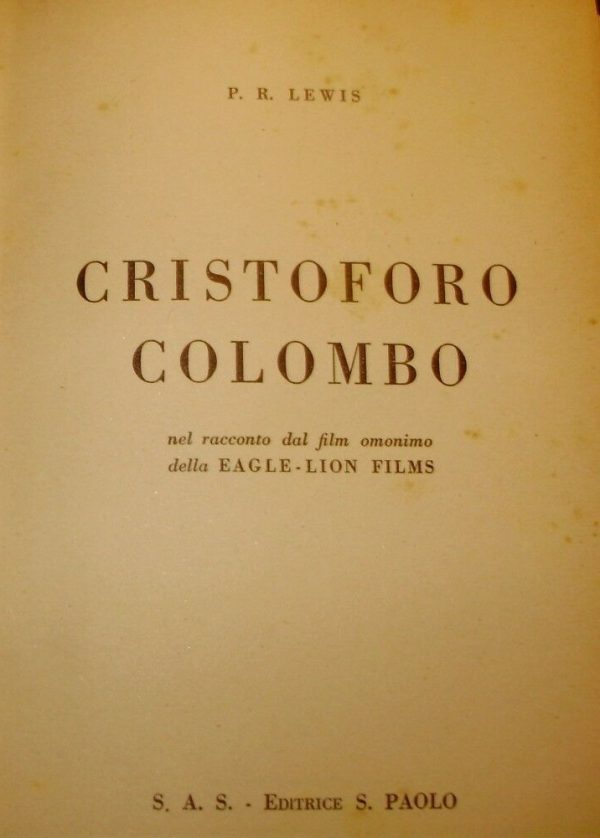 P. R. LEWIS
CRISTOFORO
COLOMBO
nel racconto dal film omonimo
della EAGLE-LION FILMS
S. A. S. - EDITRICE S. PAOLO